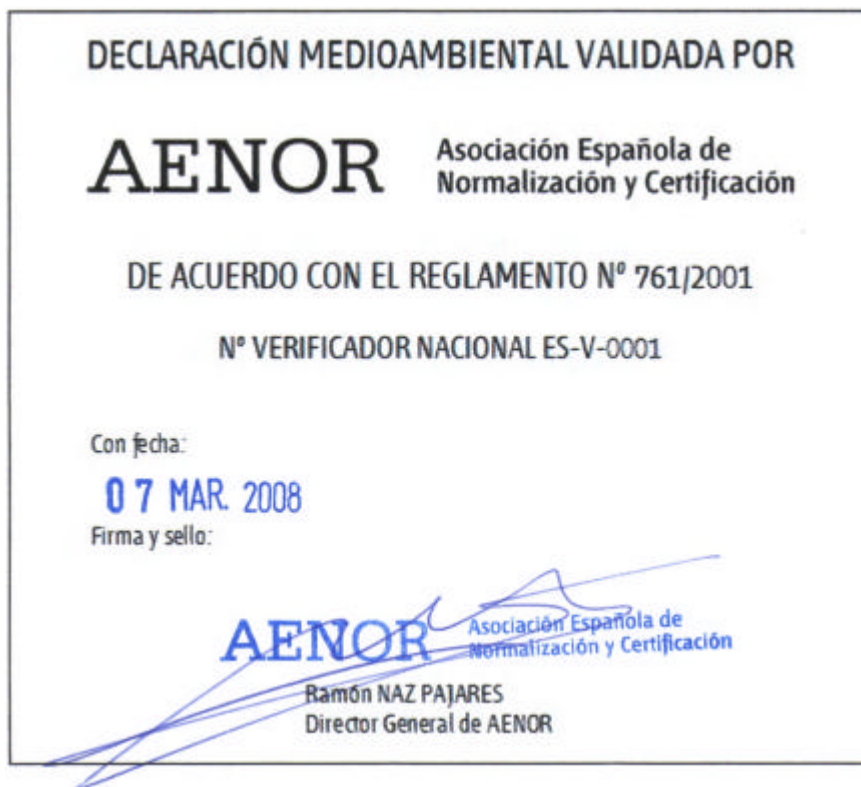 DECLARACIÓN MEDIOAMBIENTAL VALIDADA POR
AENOR
Asociación Española de
Normalización y Certificación
DE ACUERDO CON EL REGLAMENTO Nº 761/2001
Nº VERIFICADOR NACIONAL ES-V-0001
Con fecha:
07 MAR. 2008
Firma y sello:
AENOR
Asociación Española de
Normalización y Certificación
Ramón NAZ PAJARES
Director General de AENOR